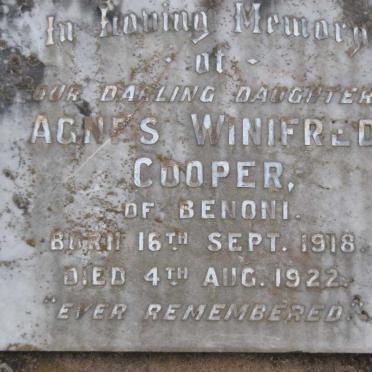 In Loving Memory
of
OUR DARLING DAUGHTER
AGNES WINIFRED
COOPER,
OF BENONI.
BORN 16TH SEPT. 1918.
DIED 4TH AUG. 1922.
"EVER REMEMBERED."